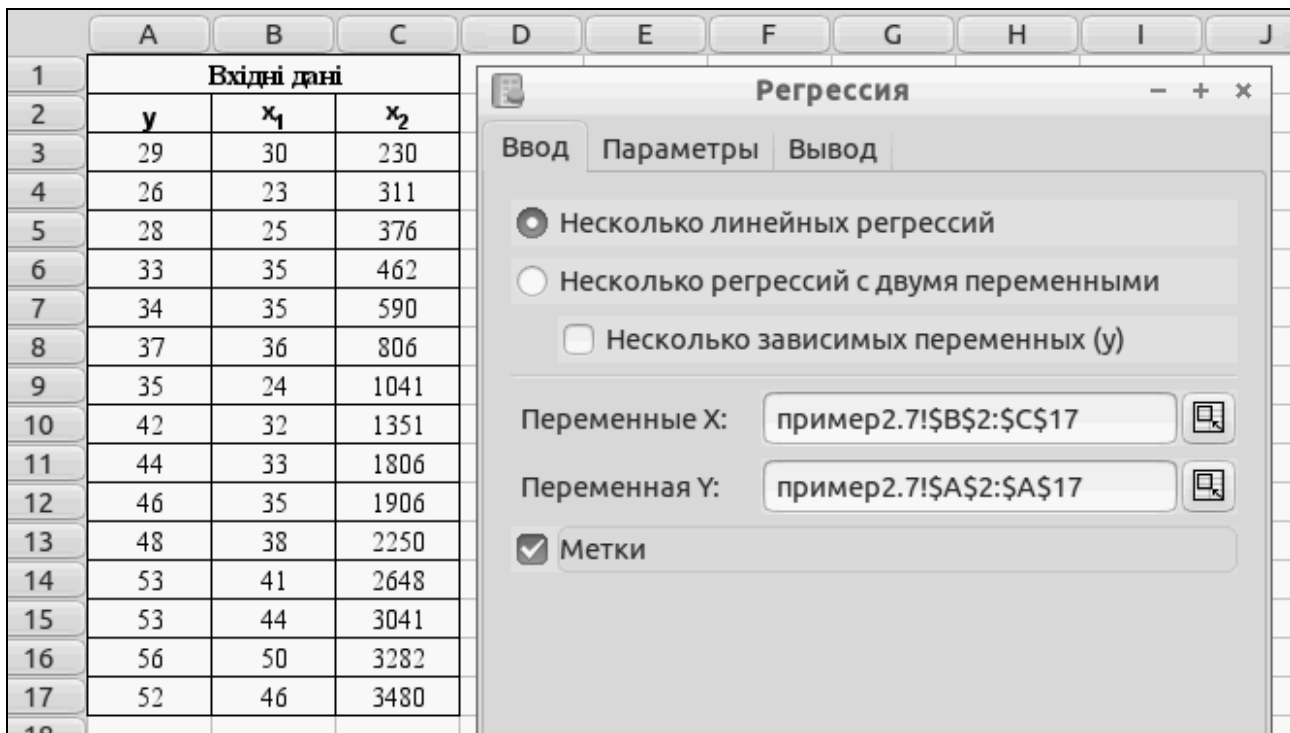 A B C D E F G H I J
1 Вхідні дані
Регрессия
2 y x₁ x₂
3 29 30 230
Ввод Параметры Вывод
4 26 23 311
5 28 25 376
Несколько линейных регрессий
6 33 35 462
Несколько регрессий с двумя переменными
7 34 35 590
8 37 36 806
Несколько зависимых переменных (y)
9 35 24 1041
10 42 32 1351
Переменные X: пример2.7!$B$2:$C$17
11 44 33 1806
12 46 35 1906
Переменная Y: пример2.7!$A$2:$A$17
13 48 38 2250
Метки
14 53 41 2648
15 53 44 3041
16 56 50 3282
17 52 46 3480
18